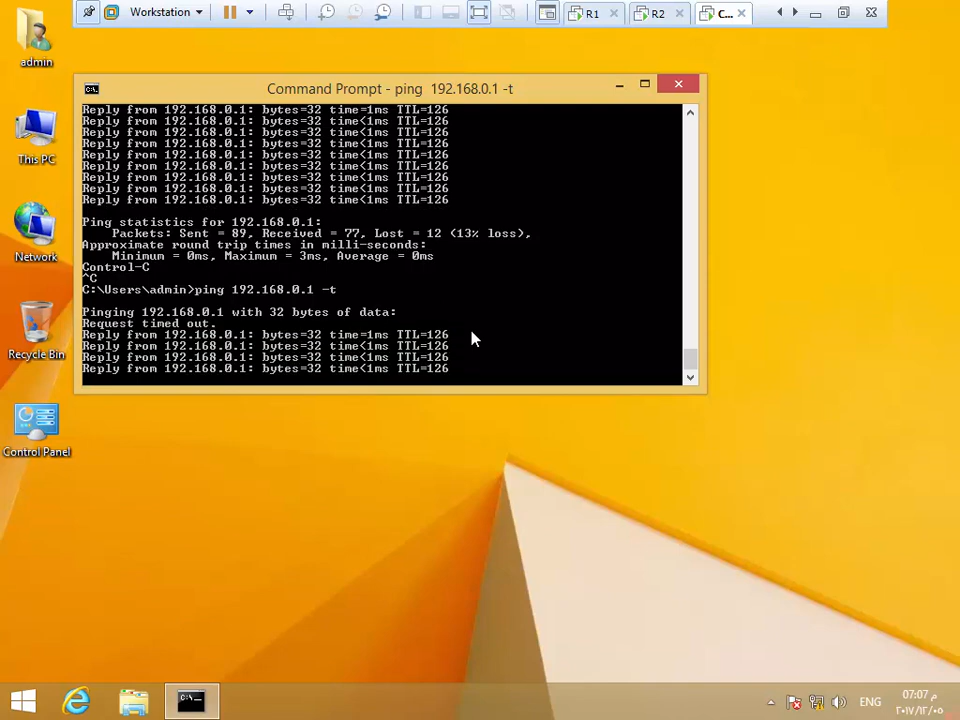 Workstation
R1
R2
C...
admin
This PC
Network
Recycle Bin
Control Panel
Command Prompt - ping 192.168.0.1 -t
Reply from 192.168.0.1: bytes=32 time=1ms TTL=126
Reply from 192.168.0.1: bytes=32 time<1ms TTL=126
Reply from 192.168.0.1: bytes=32 time<1ms TTL=126
Reply from 192.168.0.1: bytes=32 time=1ms TTL=126
Reply from 192.168.0.1: bytes=32 time<1ms TTL=126
Reply from 192.168.0.1: bytes=32 time<1ms TTL=126
Reply from 192.168.0.1: bytes=32 time<1ms TTL=126
Reply from 192.168.0.1: bytes=32 time<1ms TTL=126
Reply from 192.168.0.1: bytes=32 time<1ms TTL=126
Ping statistics for 192.168.0.1:
Packets: Sent = 89, Received = 77, Lost = 12 (13% loss),
Approximate round trip times in milli-seconds:
Minimum = 0ms, Maximum = 3ms, Average = 0ms
Control-C
^C
C:\Users\admin>ping 192.168.0.1 -t
Pinging 192.168.0.1 with 32 bytes of data:
Request timed out.
Reply from 192.168.0.1: bytes=32 time=1ms TTL=126
Reply from 192.168.0.1: bytes=32 time<1ms TTL=126
Reply from 192.168.0.1: bytes=32 time<1ms TTL=126
Reply from 192.168.0.1: bytes=32 time<1ms TTL=126
ENG
07:07 م
٢٠١٧/١٢/٠٥